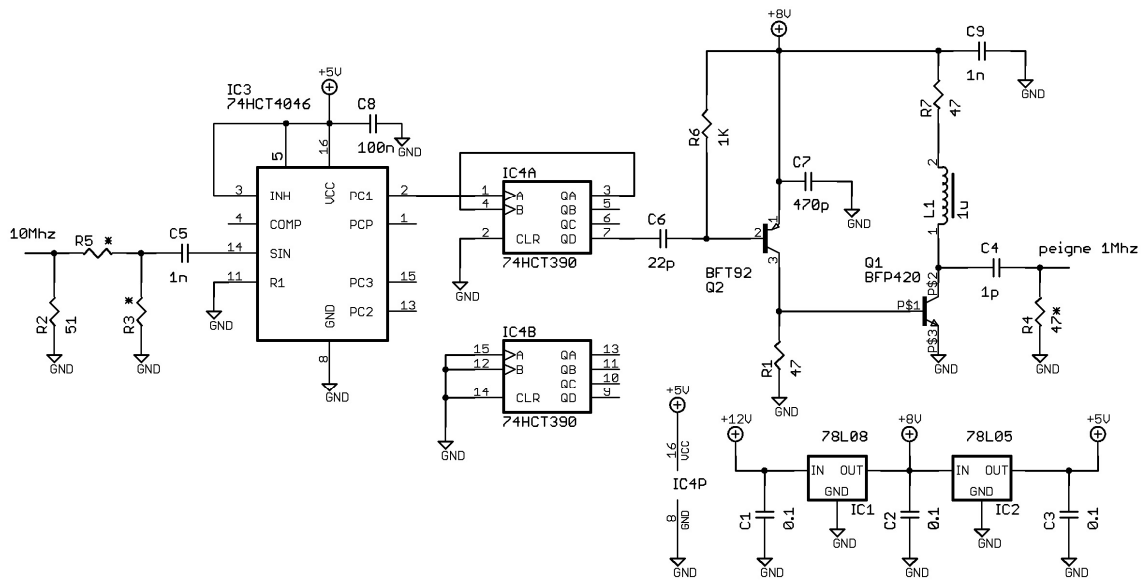 +8V
C9
1n
GND
R7
47
R6
1K
+5V
IC3
74HCT4046
C8
100n
GND
5
16
3
INH
VCC
PC1
2
4
COMP
PCP
1
14
SIN
11
R1
PC3
15
PC2
13
GND
8
GND
10Mhz
R5
*
C5
1n
R2
51
GND
R3
*
GND
GND
IC4A
1
A
QA
3
4
B
QB
5
QC
6
2
CLR
QD
7
74HCT390
GND
C6
22p
C7
470p
GND
1
2
3
BFT92
Q2
2
L1
1u
1
Q1
BFP420
P$2
P$1
P$3
GND
C4
1p
peigne 1Mhz
R4
47*
GND
R1
47
GND
IC4B
15
A
QA
13
12
B
QB
11
QC
10
14
CLR
QD
9
74HCT390
GND
+5V
16
VCC
IC4P
8
GND
GND
+12V
78L08
+8V
78L05
+5V
IN
OUT
GND
IC1
IN
OUT
GND
IC2
C1
0.1
GND
GND
C2
0.1
GND
GND
C3
0.1
GND